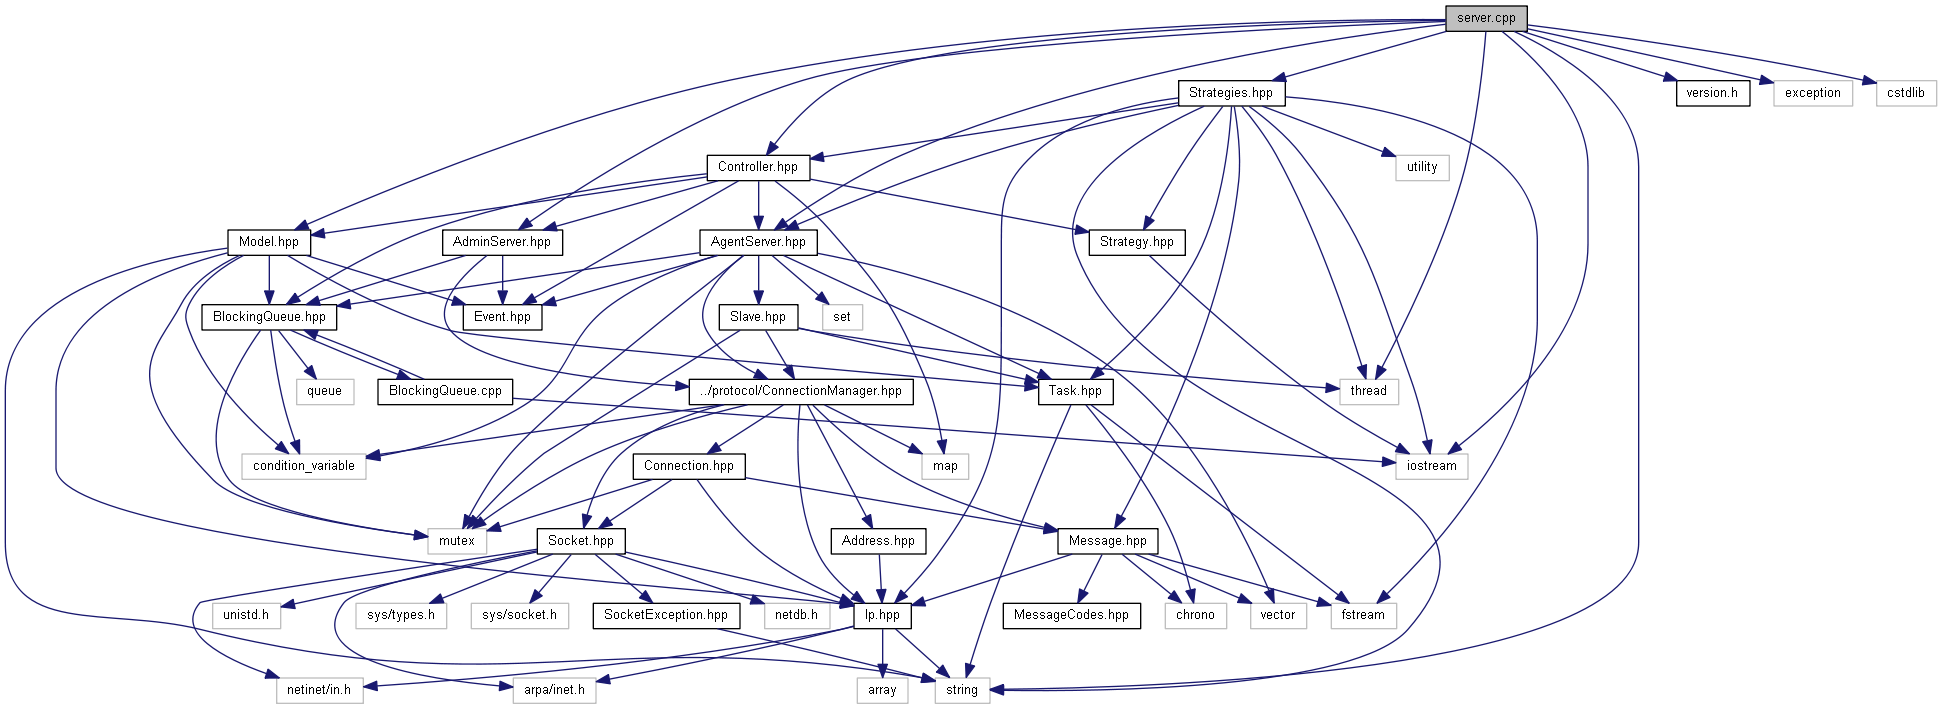 server.cpp
Strategies.hpp
version.h
exception
cstdlib
Controller.hpp
utility
Model.hpp
AdminServer.hpp
AgentServer.hpp
Strategy.hpp
BlockingQueue.hpp
Event.hpp
Slave.hpp
set
queue
BlockingQueue.cpp
../protocol/ConnectionManager.hpp
Task.hpp
thread
condition_variable
Connection.hpp
map
iostream
mutex
Socket.hpp
Address.hpp
Message.hpp
unistd.h
sys/types.h
sys/socket.h
SocketException.hpp
netdb.h
Ip.hpp
MessageCodes.hpp
chrono
vector
fstream
netinet/in.h
arpa/inet.h
array
string